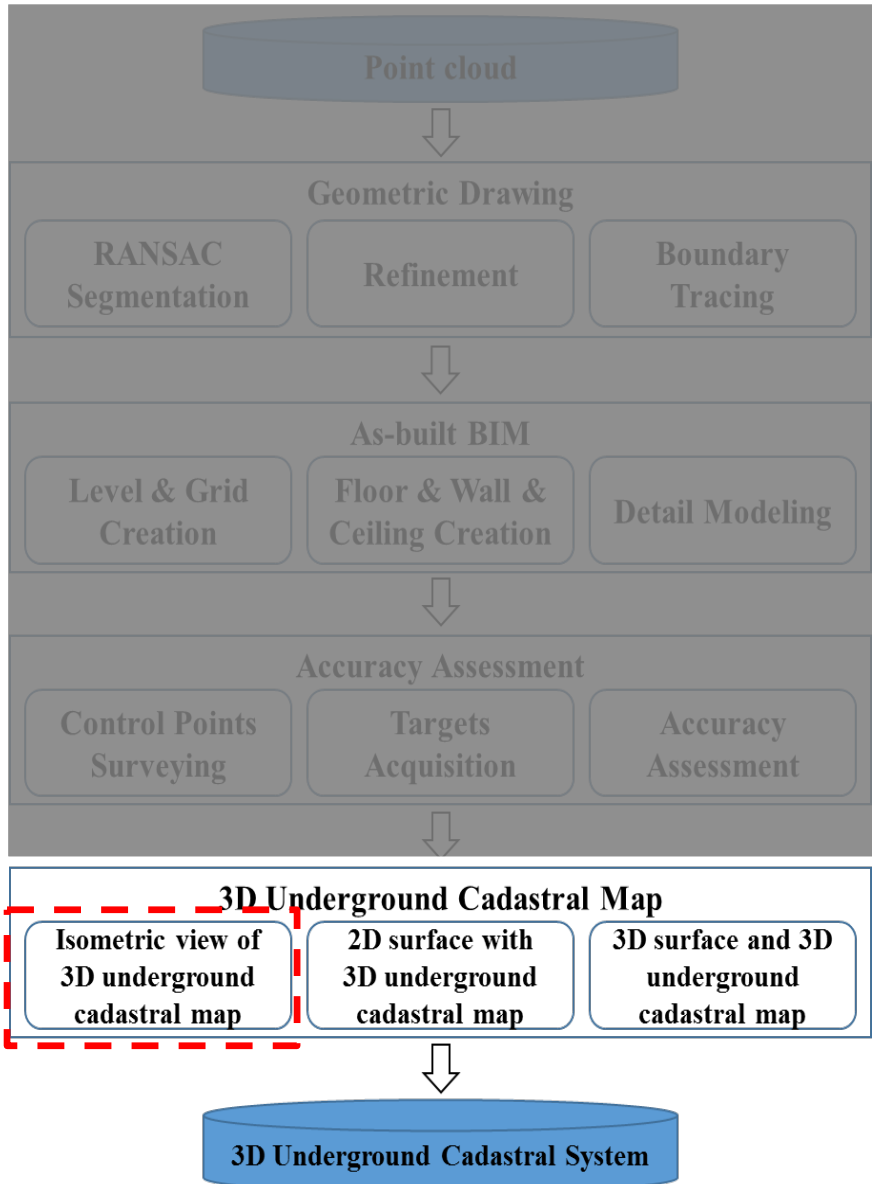 Point cloud
Geometric Drawing
RANSAC
Segmentation
Refinement
Boundary
Tracing
As-built BIM
Level & Grid
Creation
Floor & Wall &
Ceiling Creation
Detail Modeling
Accuracy Assessment
Control Points
Surveying
Targets
Acquisition
Accuracy
Assessment
3D Underground Cadastral Map
Isometric view of
3D underground
cadastral map
2D surface with
3D underground
cadastral map
3D surface and 3D
underground
cadastral map
3D Underground Cadastral System